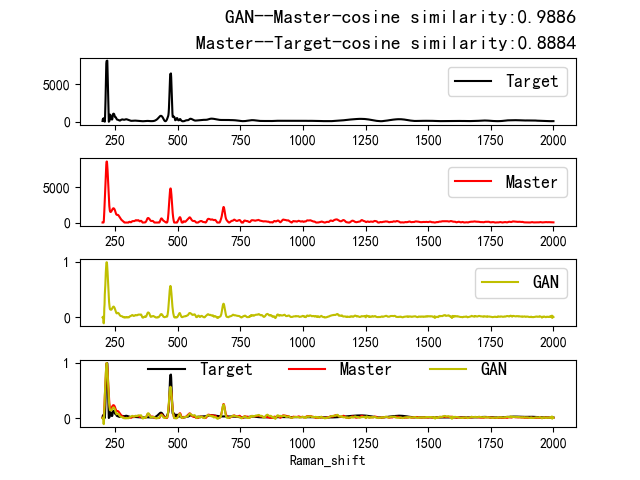 GAN--Master-cosine similarity:0.9886
Master--Target-cosine similarity:0.8884
5000
0
Target
250 500 750 1000 1250 1500 1750 2000
5000
0
Master
250 500 750 1000 1250 1500 1750 2000
1
0
GAN
250 500 750 1000 1250 1500 1750 2000
1
0
Target Master GAN
250 500 750 1000 1250 1500 1750 2000
Raman_shift